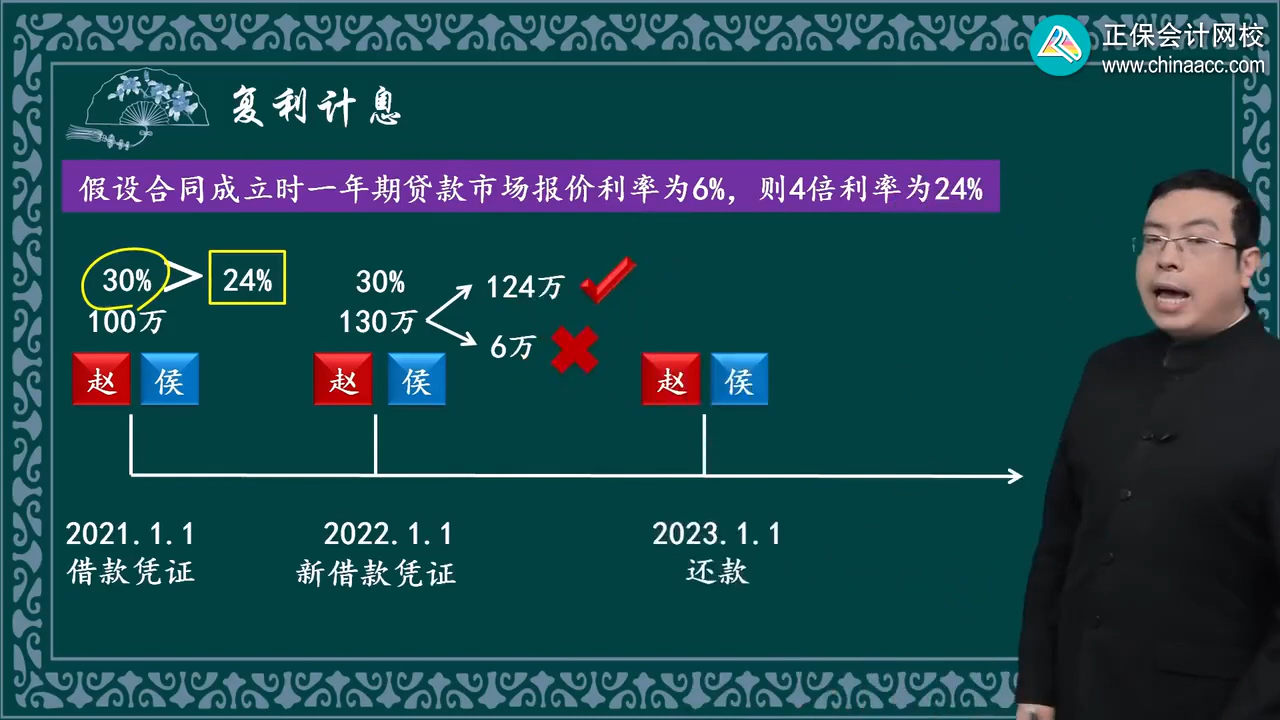 正保会计网校
www.chinaacc.com
复利计息
假设合同成立时一年期贷款市场报价利率为6%，则4倍利率为24%
30% > 24%
100万
30%
130万
124万
6万
赵 侯
赵 侯
赵 侯
2021.1.1
借款凭证
2022.1.1
新借款凭证
2023.1.1
还款